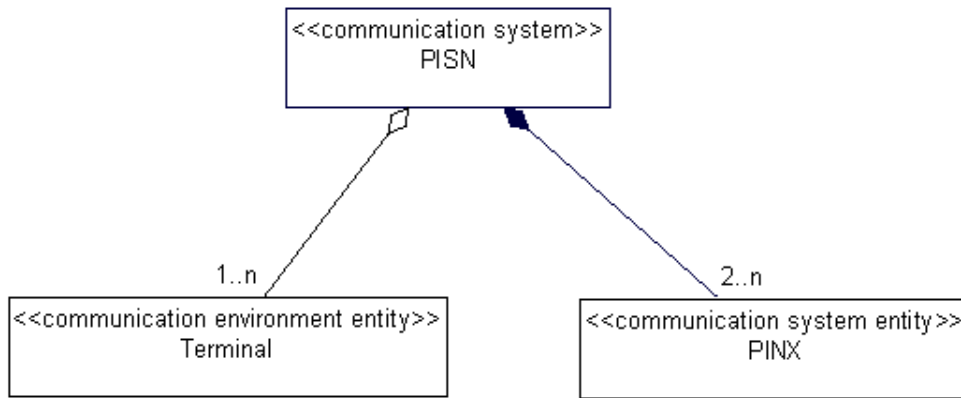 <<communication system>>
PISN
1..n
2..n
<<communication environment entity>>
Terminal
<<communication system entity>>
PINX